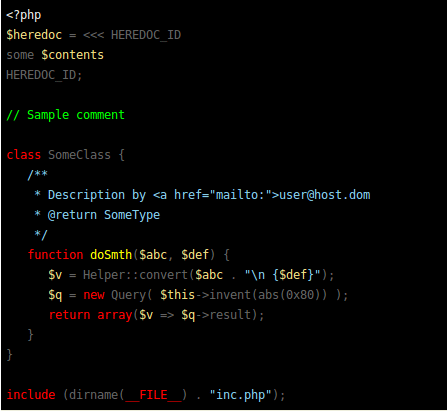 <?php
$heredoc = <<< HEREDOC_ID
some $contents
HEREDOC_ID;
// Sample comment
class SomeClass {
/**
* Description by <a href="mailto:">user@host.dom
* @return SomeType
*/
function doSmth($abc, $def) {
$v = Helper::convert($abc . "\n {$def}");
$q = new Query( $this->invent(abs(0x80)) );
return array($v => $q->result);
}
}
include (dirname(__FILE__) . "inc.php");